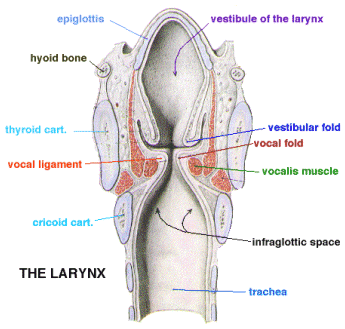 epiglottis
vestibule of the larynx
hyoid bone
thyroid cart.
vestibular fold
vocal fold
vocal ligament
vocalis muscle
cricoid cart.
infraglottic space
THE LARYNX
trachea